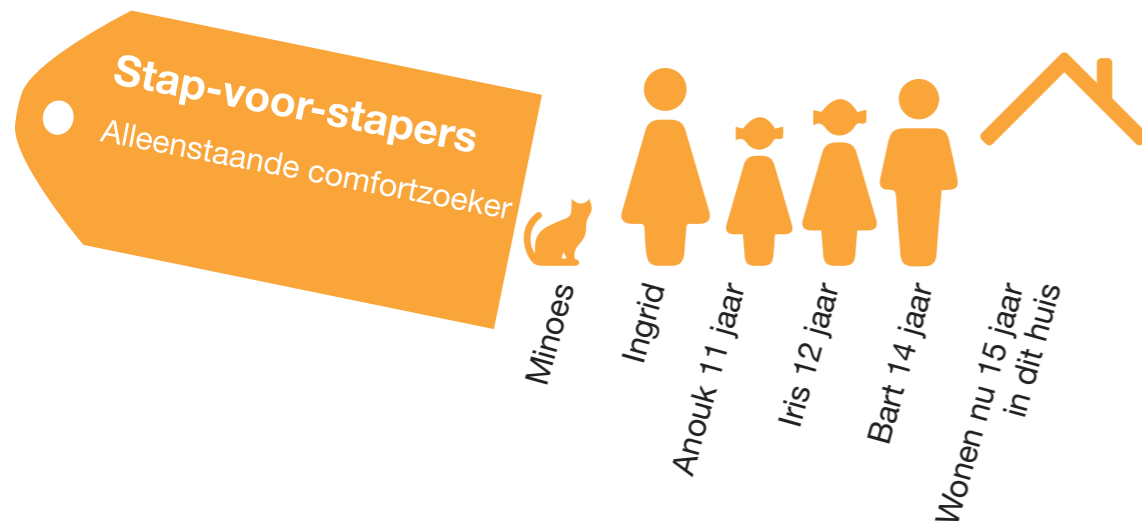 Stap-voor-stapers
Alleenstaande comfortzoeker
Minoes
Ingrid
Anouk 11 jaar
Iris 12 jaar
Bart 14 jaar
Wonen nu 15 jaar
in dit huis